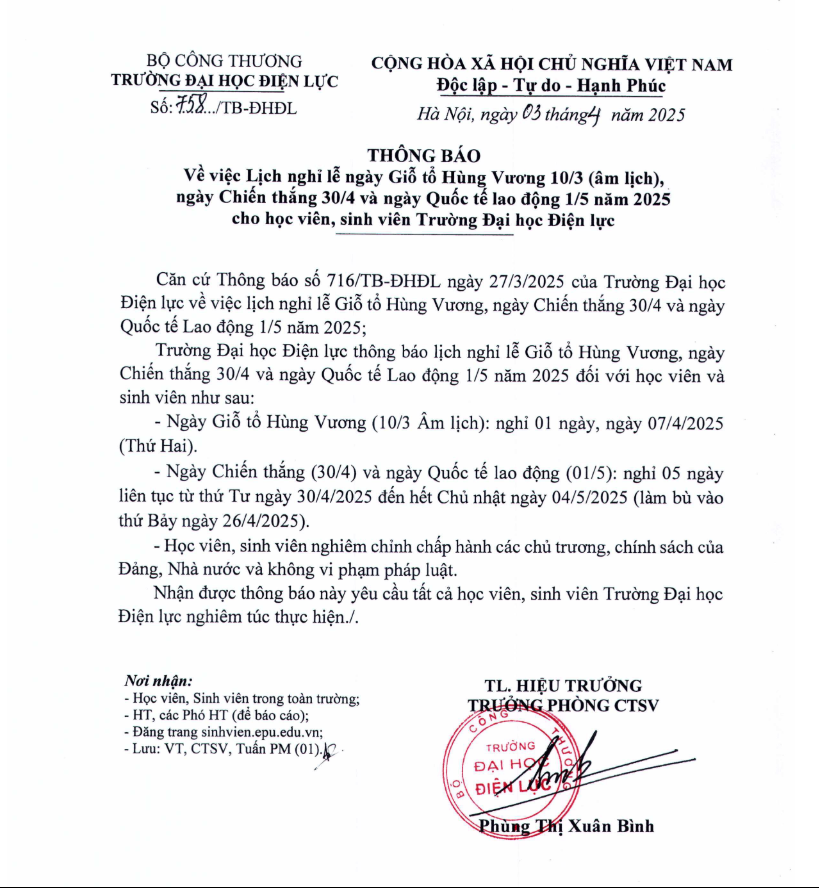 BỘ CÔNG THƯƠNG
TRƯỜNG ĐẠI HỌC ĐIỆN LỰC
Số: 758.../TB-ĐHĐL
CỘNG HÒA XÃ HỘI CHỦ NGHĨA VIỆT NAM
Độc lập - Tự do - Hạnh Phúc
Hà Nội, ngày 03 tháng 4 năm 2025
THÔNG BÁO
Về việc Lịch nghỉ lễ ngày Giỗ tổ Hùng Vương 10/3 (âm lịch),
ngày Chiến thắng 30/4 và ngày Quốc tế lao động 1/5 năm 2025
cho học viên, sinh viên Trường Đại học Điện lực
Căn cứ Thông báo số 716/TB-ĐHĐL ngày 27/3/2025 của Trường Đại học
Điện lực về việc lịch nghỉ lễ Giỗ tổ Hùng Vương, ngày Chiến thắng 30/4 và ngày
Quốc tế Lao động 1/5 năm 2025;
Trường Đại học Điện lực thông báo lịch nghỉ lễ Giỗ tổ Hùng Vương, ngày
Chiến thắng 30/4 và ngày Quốc tế Lao động 1/5 năm 2025 đối với học viên và
sinh viên như sau:
- Ngày Giỗ tổ Hùng Vương (10/3 Âm lịch): nghỉ 01 ngày, ngày 07/4/2025
(Thứ Hai).
- Ngày Chiến thắng (30/4) và ngày Quốc tế lao động (01/5): nghỉ 05 ngày
liên tục từ thứ Tư ngày 30/4/2025 đến hết Chủ nhật ngày 04/5/2025 (làm bù vào
thứ Bảy ngày 26/4/2025).
- Học viên, sinh viên nghiêm chỉnh chấp hành các chủ trương, chính sách của
Đảng, Nhà nước và không vi phạm pháp luật.
Nhận được thông báo này yêu cầu tất cả học viên, sinh viên Trường Đại học
Điện lực nghiêm túc thực hiện./.
Nơi nhận:
- Học viên, Sinh viên trong toàn trường;
- HT, các Phó HT (để báo cáo);
- Đăng trang sinhvien.epu.edu.vn;
- Lưu: VT, CTSV, Tuấn PM (01).
TL. HIỆU TRƯỞNG
TRƯỞNG PHÒNG CTSV
BỘ CÔNG THƯƠNG
TRƯỜNG
ĐẠI HỌC
ĐIỆN LỰC
Phùng Thị Xuân Bình